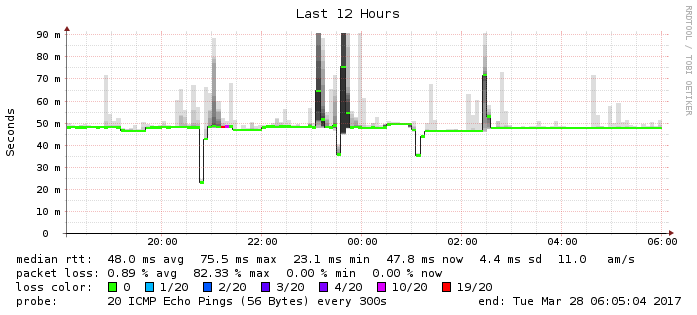 Last 12 Hours
RRDTOOL / TOBI OETIKER
Seconds
90 m
80 m
70 m
60 m
50 m
40 m
30 m
20 m
10 m
0
20:00 22:00 00:00 02:00 04:00 06:00
median rtt: 48.0 ms avg 75.5 ms max 23.1 ms min 47.8 ms now 4.4 ms sd 11.0 am/s
packet loss: 0.89 % avg 82.33 % max 0.00 % min 0.00 % now
loss color: 0 1/20 2/20 3/20 4/20 10/20 19/20
probe: 20 ICMP Echo Pings (56 Bytes) every 300s end: Tue Mar 28 06:05:04 2017